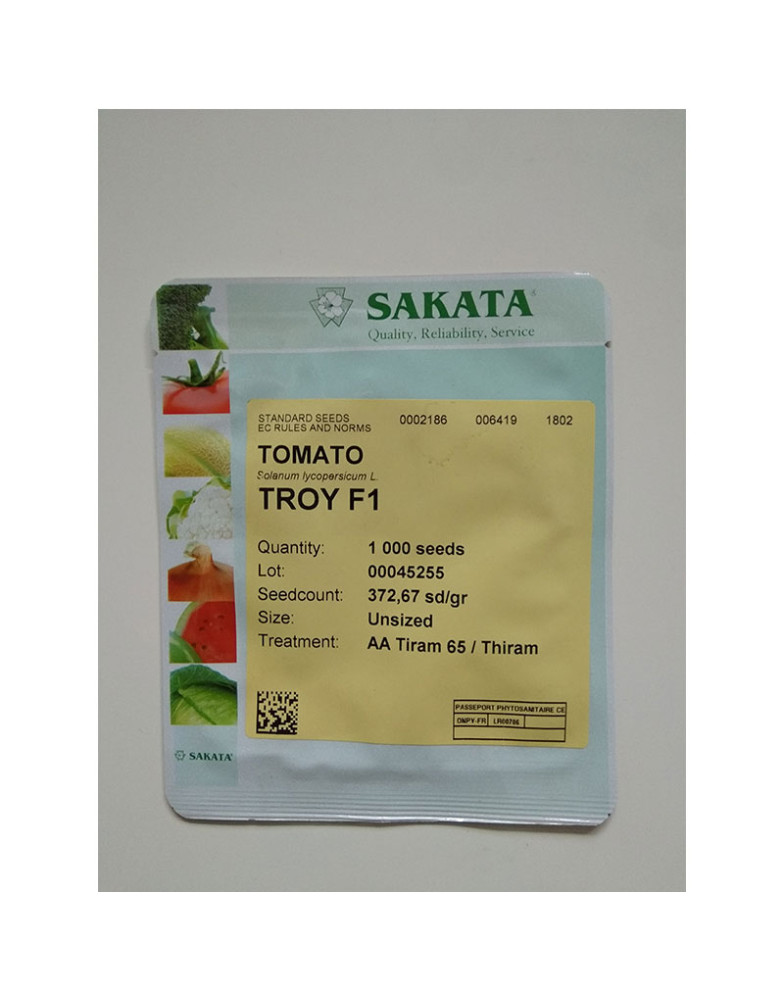 SAKATA
Quality, Reliability, Service
STANDARD SEEDS 0002186 006419 1802
EC RULES AND NORMS
TOMATO
Solanum lycopersicum L.
TROY F1
Quantity: 1 000 seeds
Lot: 00045255
Seedcount: 372,67 sd/gr
Size: Unsized
Treatment: AA Tiram 65 / Thiram
PASSEPORT PHYTOSANITAIRE CE
ONPV-FR
SAKATA